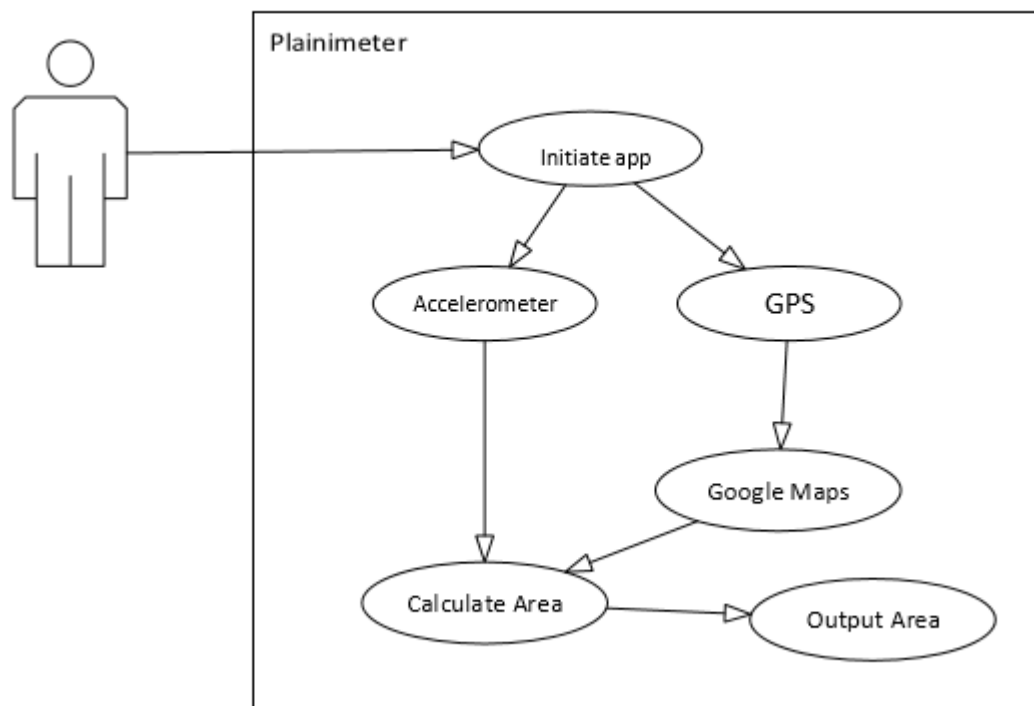 Plainimeter
Initiate app
Accelerometer
GPS
Google Maps
Calculate Area
Output Area